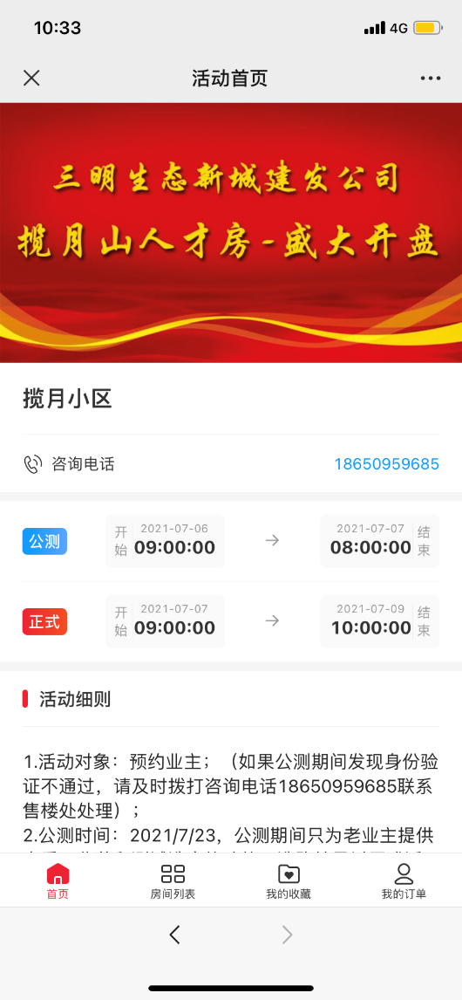 10:33
4G
活动首页
三明生态新城建发公司
揽月山人才房-盛大开盘
揽月小区
咨询电话
18650959685
公测
开始
2021-07-06
09:00:00
2021-07-07
08:00:00
结束
正式
开始
2021-07-07
09:00:00
2021-07-09
10:00:00
结束
活动细则
1.活动对象：预约业主；（如果公测期间发现身份验
证不通过，请及时拨打咨询电话18650959685联系
售楼处处理）；
2.公测时间：2021/7/23，公测期间只为老业主提供
首页
房间列表
我的收藏
我的订单